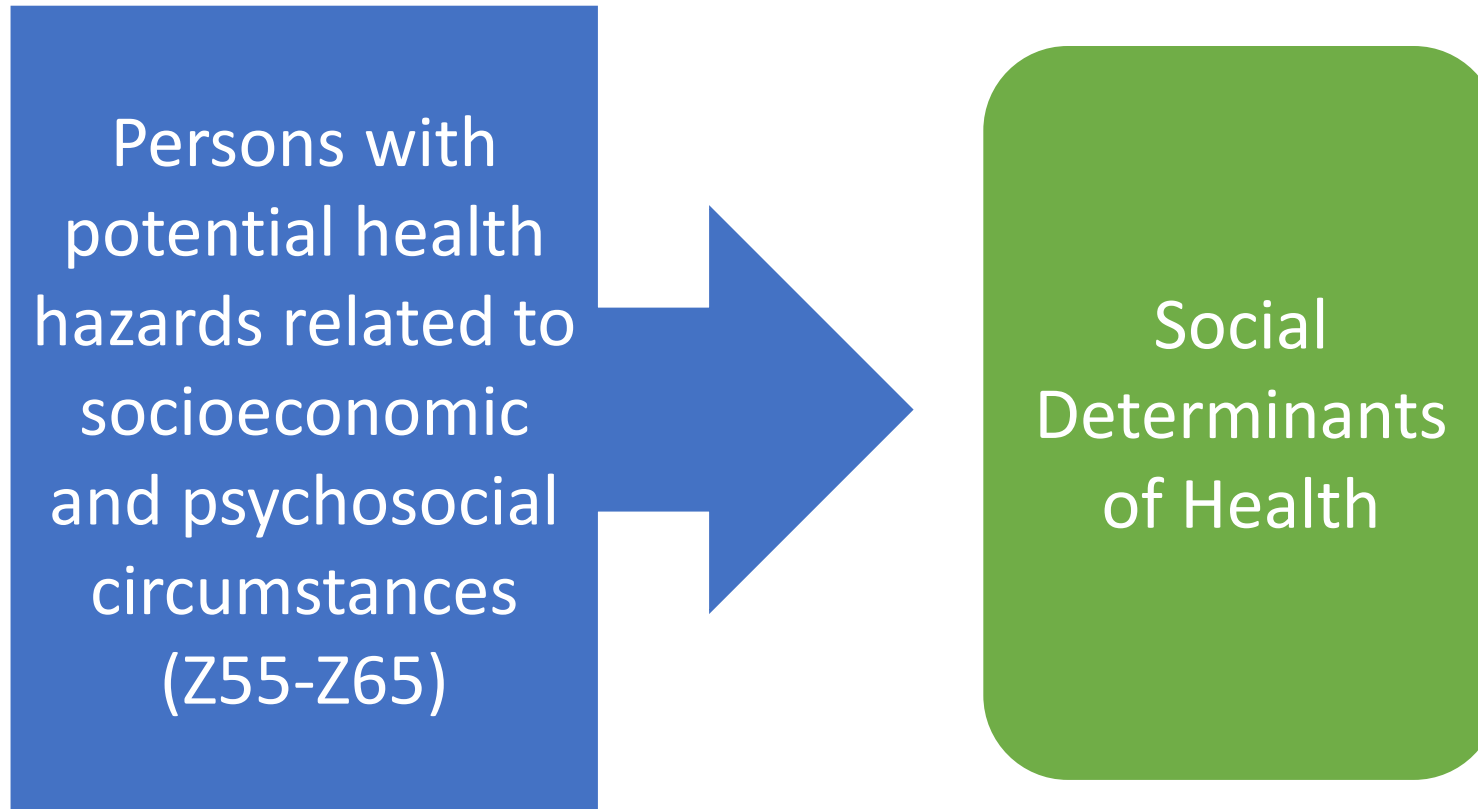 Persons with
potential health
hazards related to
socioeconomic
and psychosocial
circumstances
(Z55-Z65)
Social
Determinants
of Health